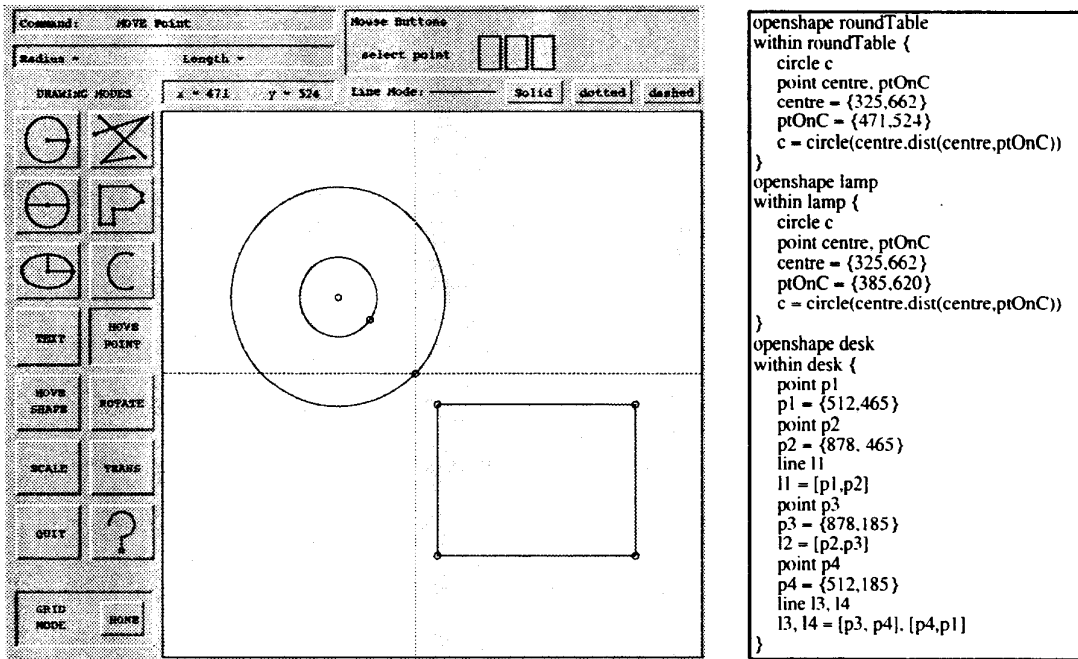 Command: MOVE Point
Radius - Length -
Mouse Buttons
select point
DRAWING MODES
x = 471 y = 524
Line Mode:
Solid
dotted
dashed
TEXT
MOVE
POINT
MOVE
SHAPE
ROTATE
SCALE
TRANS
QUIT
?
GRID
MODE
NONE
openshape roundTable
within roundTable {
circle c
point centre, ptOnC
centre = {325,662}
ptOnC = {471,524}
c = circle(centre.dist(centre,ptOnC))
}
openshape lamp
within lamp {
circle c
point centre, ptOnC
centre = {325,662}
ptOnC = {385,620}
c = circle(centre.dist(centre,ptOnC))
}
openshape desk
within desk {
point p1
p1 = {512,465}
point p2
p2 = {878, 465}
line l1
l1 = [p1,p2]
point p3
p3 = {878,185}
l2 = [p2,p3]
point p4
p4 = {512,185}
line l3, l4
l3, l4 = [p3, p4], [p4,p1]
}